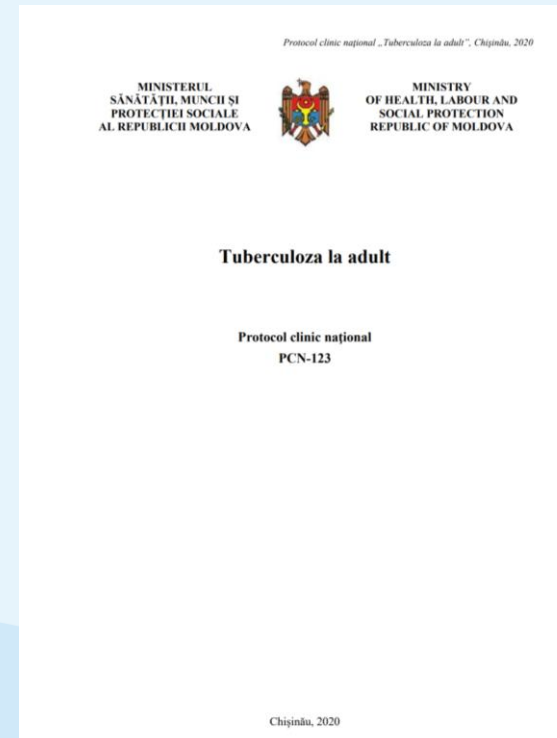 Protocol clinic național „Tuberculoza la adult", Chișinău, 2020
MINISTERUL
SĂNĂTĂȚII, MUNCII ȘI
PROTECȚIEI SOCIALE
AL REPUBLICII MOLDOVA
MINISTRY
OF HEALTH, LABOUR AND
SOCIAL PROTECTION
REPUBLIC OF MOLDOVA
Tuberculoza la adult
Protocol clinic național
PCN-123
Chișinău, 2020